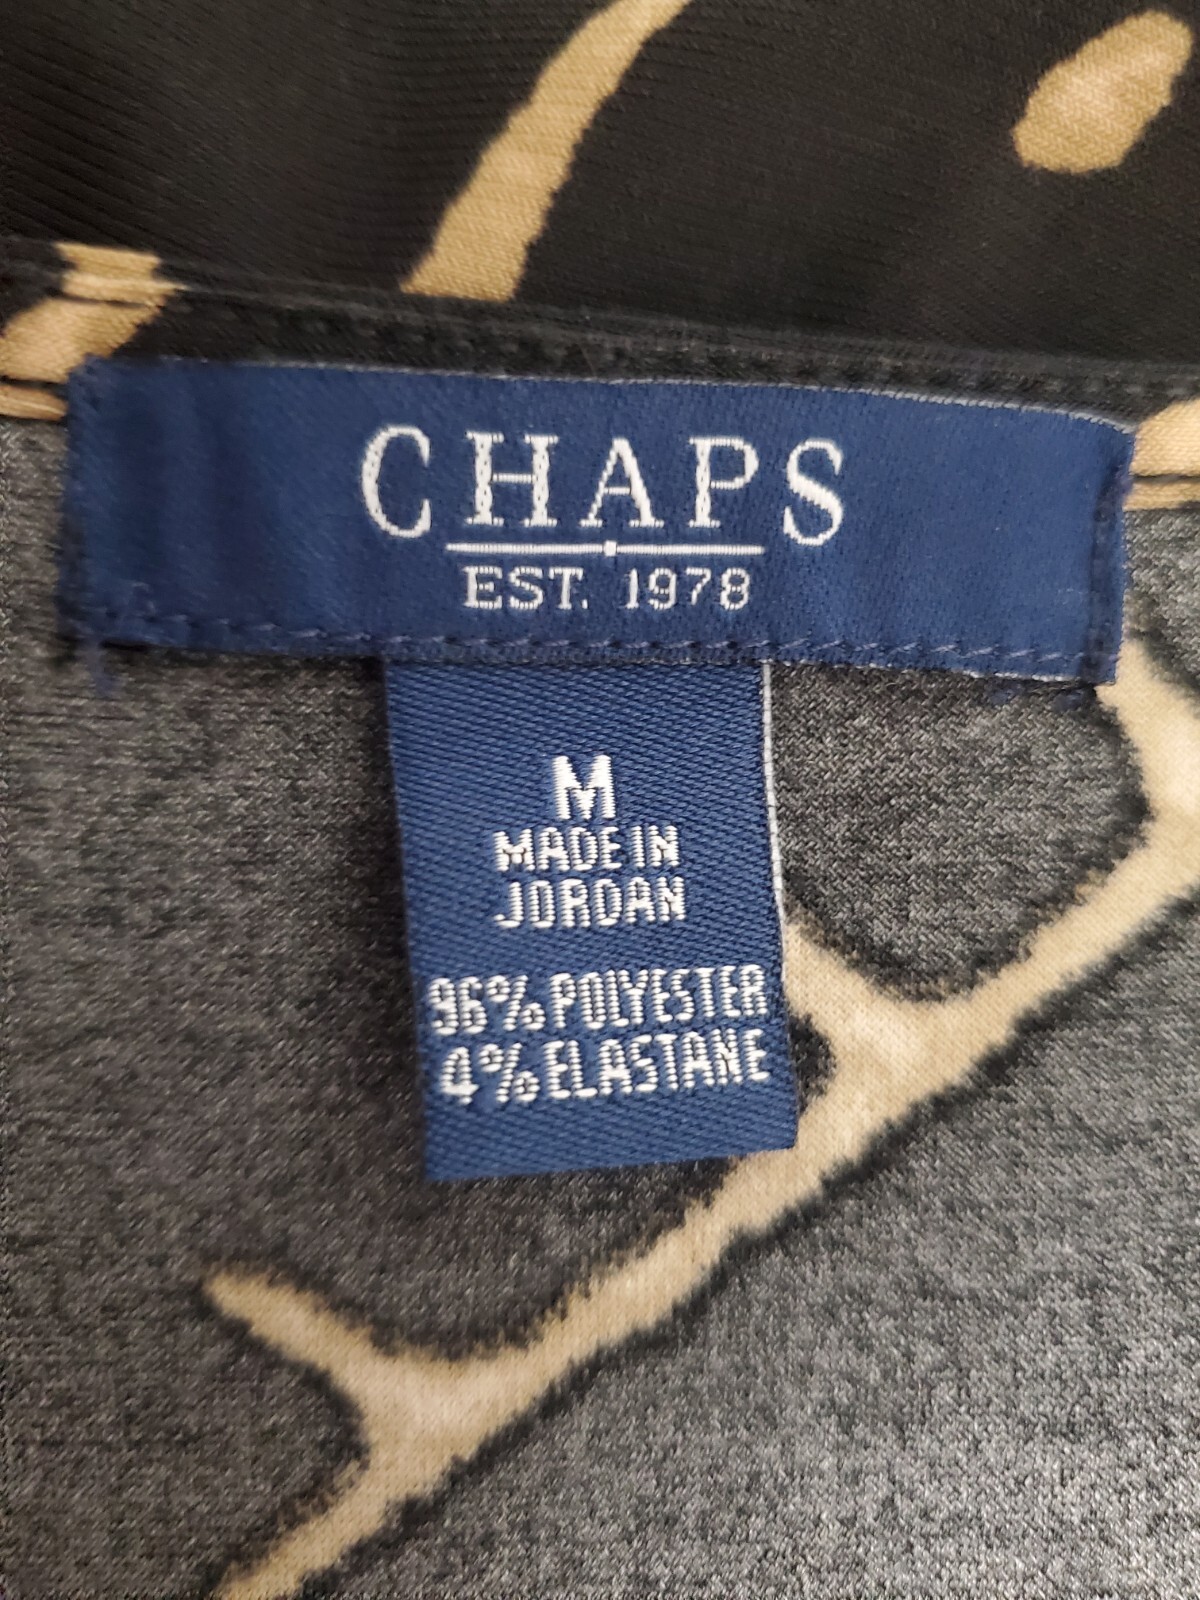 CHAPS
EST. 1978
M
MADE IN
JORDAN
96% POLYESTER
4% ELASTANE